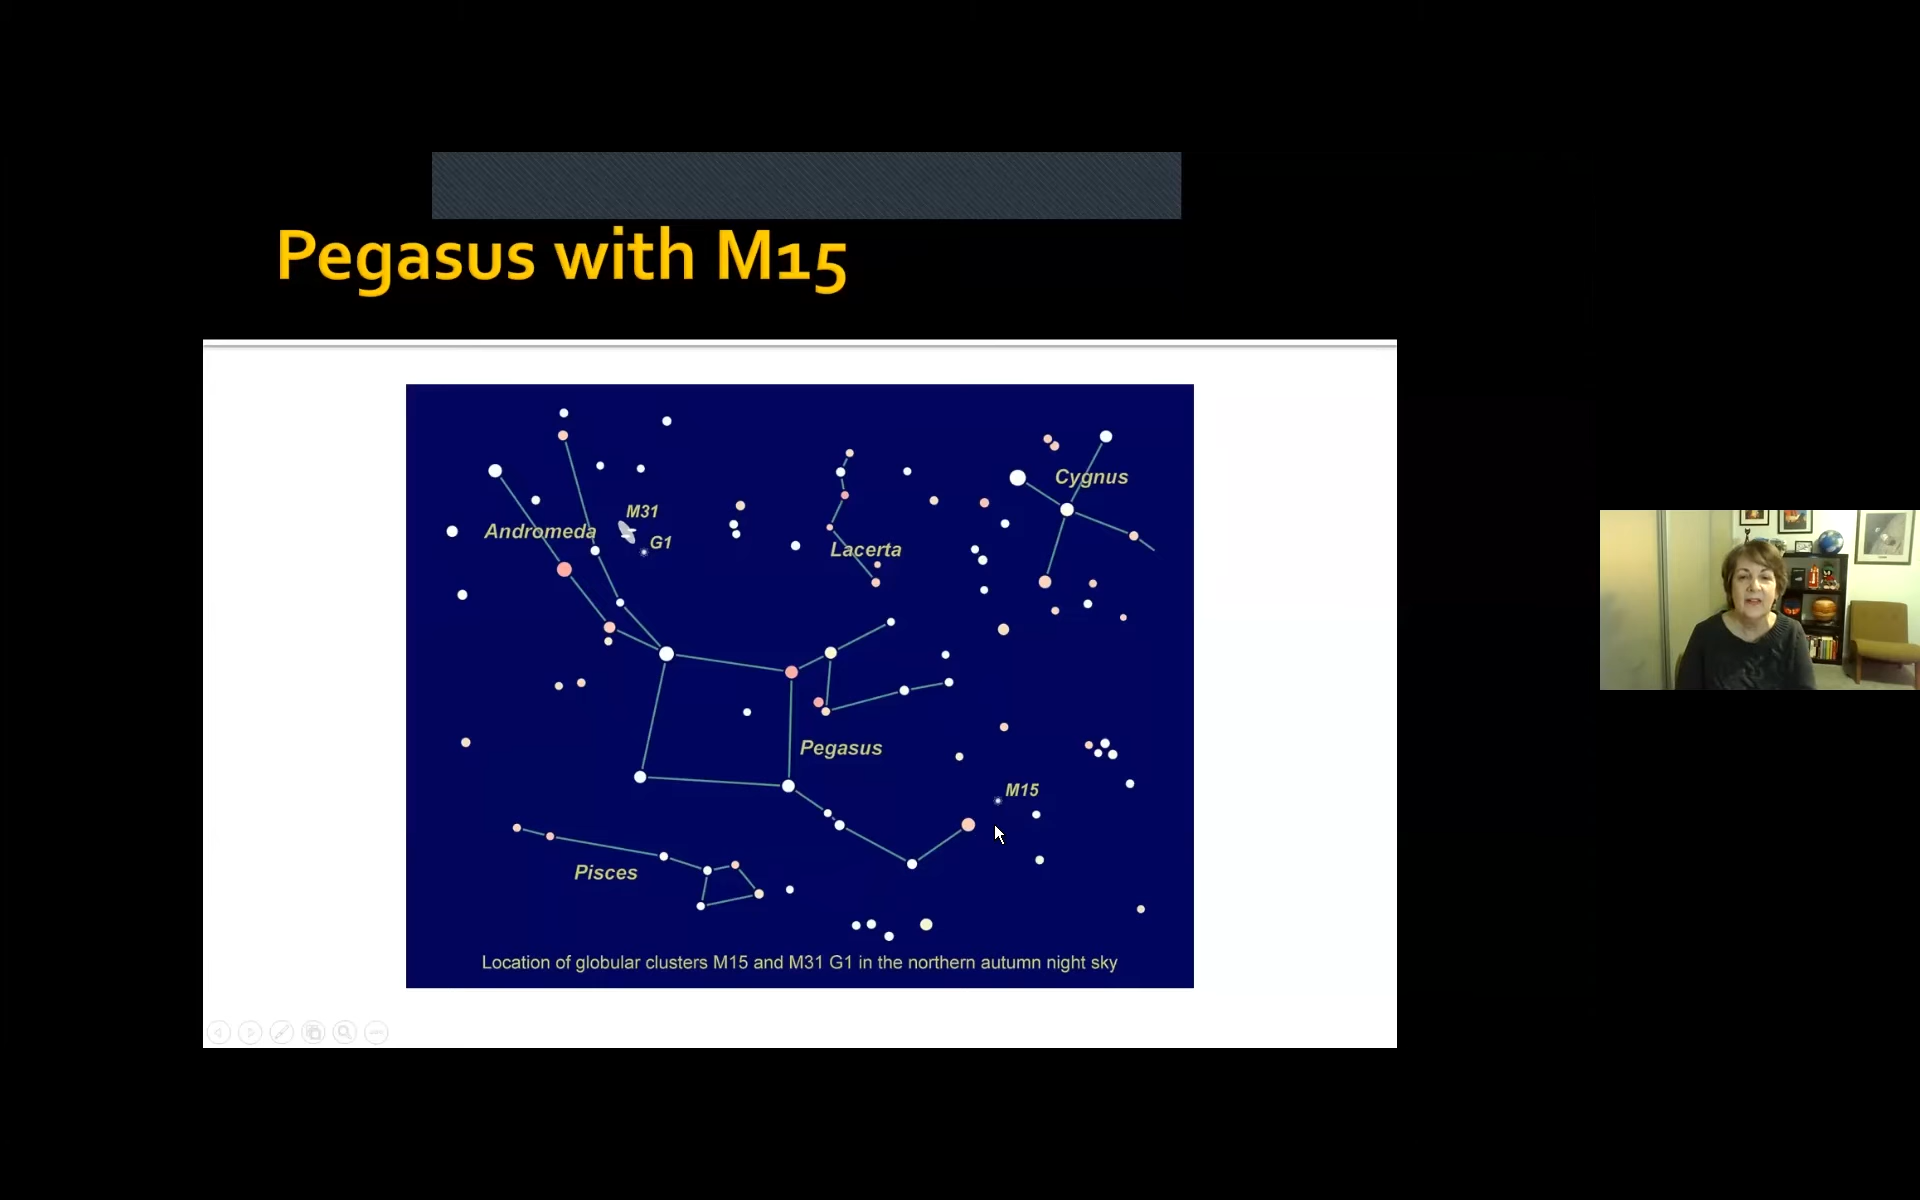 Pegasus with M15
Cygnus
M31
Andromeda
G1
Lacerta
Pegasus
M15
Pisces
Location of globular clusters M15 and M31 G1 in the northern autumn night sky